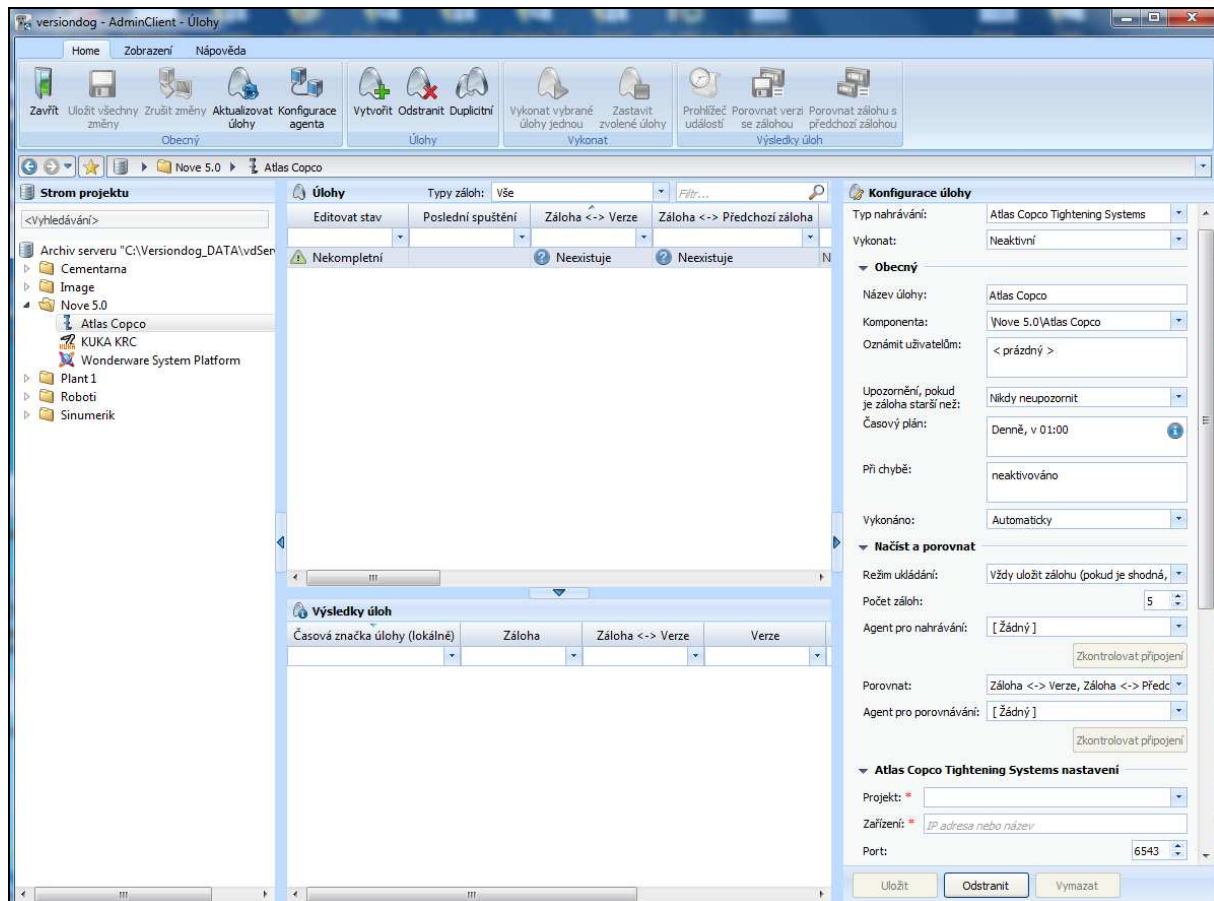 versiondog - AdminClient - Úlohy
Home Zobrazení Nápověda
Zavřít Uložit všechny změny Zrušit změny Aktualizovat úlohy Konfigurace agenta
Obecný
Vytvořit Odstranit Duplicitní
Úlohy
Vykonat vybrané úlohy jednou Zastavit zvolené úlohy
Vykonat
Prohlížeč událostí Porovnat verzi se zálohou Porovnat zálohu s předchozí zálohou
Výsledky úloh
Nove 5.0 Atlas Copco
Strom projektu
<Vyhledávání>
Archiv serveru "C:\Versiondog_DATA\vdSer
Cementarna
Image
Nove 5.0
Atlas Copco
KUKA KRC
Wonderware System Platform
Plant 1
Roboti
Sinumerik
Úlohy Typy záloh: Vše Filtr...
Editovat stav Poslední spuštění Záloha <-> Verze Záloha <-> Předchozí záloha
Nekompletní Neexistuje Neexistuje N
Výsledky úloh
Časová značka úlohy (lokálně) Záloha Záloha <-> Verze Verze
Konfigurace úlohy
Typ nahrávání: Atlas Copco Tightening Systems
Vykonat: Neaktivní
Obecný
Název úlohy: Atlas Copco
Komponenta: \Nove 5.0\Atlas Copco
Oznámit uživatelům: < prázdný >
Upozornění, pokud
je záloha starší než: Nikdy neupozornit
Časový plán: Denně, v 01:00
Při chybě: neaktivováno
Vykonáno: Automaticky
Načíst a porovnat
Režim ukládání: Vždy uložit zálohu (pokud je shodná,
Počet záloh: 5
Agent pro nahrávání: [ Žádný ]
Zkontrolovat připojení
Porovnat: Záloha <-> Verze, Záloha <-> Předc
Agent pro porovnávání: [ Žádný ]
Zkontrolovat připojení
Atlas Copco Tightening Systems nastavení
Projekt: *
Zařízení: * IP adresa nebo název
Port: 6543
Uložit Odstranit Vymazat